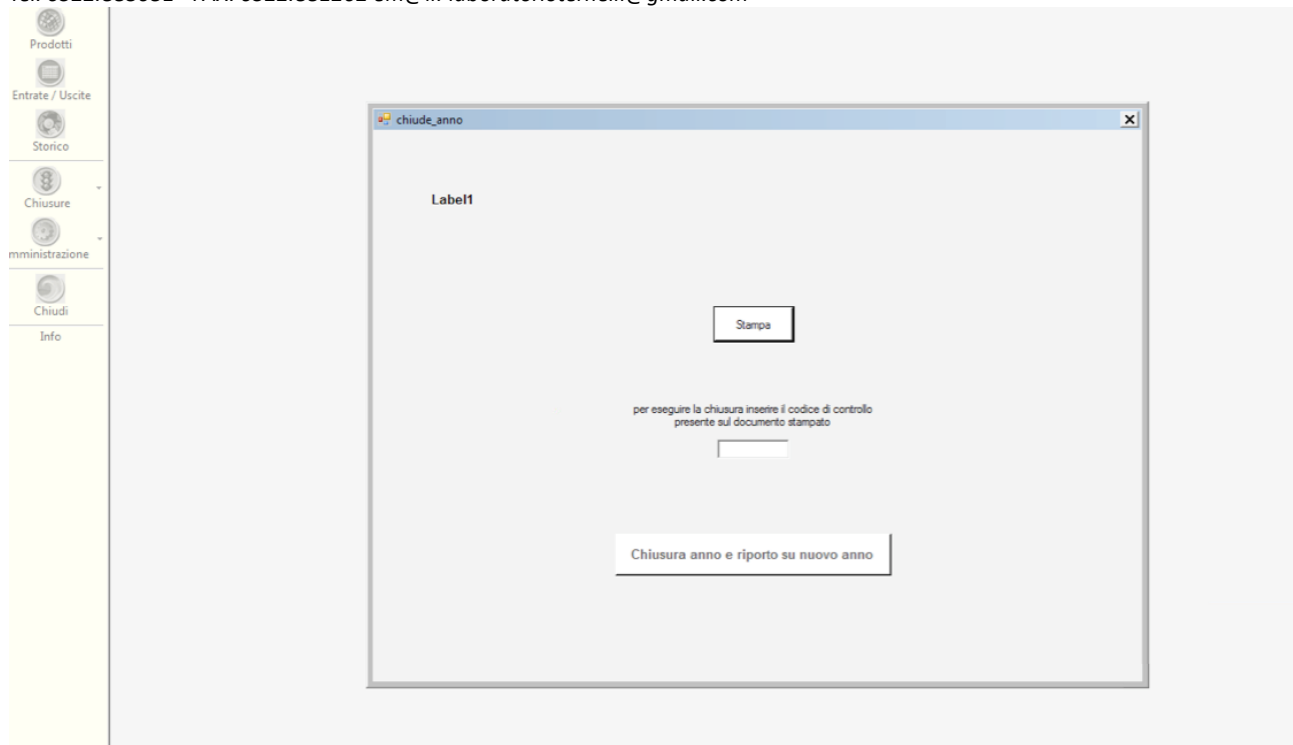 Prodotti
Entrate / Uscite
Storico
Chiusure
mministrazione
Chiudi
Info
chiude_anno
Label1
Stampa
per eseguire la chiusura inserire il codice di controllo
presente sul documento stampato
Chiusura anno e riporto su nuovo anno